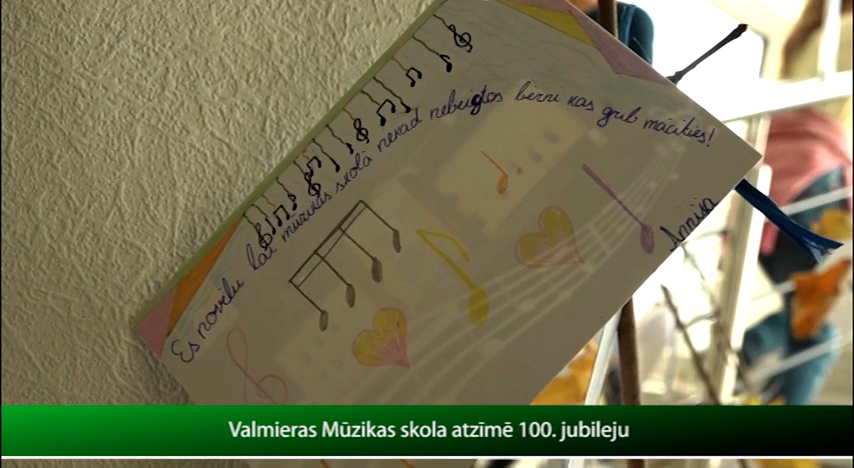 Es novēlu lai mūzikas skolā nekad nebeigtos bērni kas grib mācīties!
Annija
Valmieras Mūzikas skola atzīmē 100. jubileju